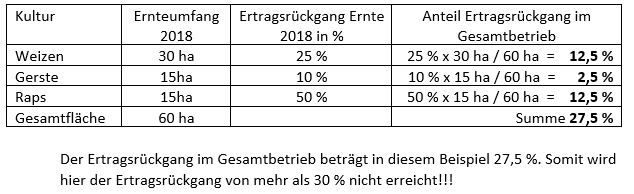 Kultur Ernteumfang Ertragsrückgang Ernte Anteil Ertragsrückgang im
2018 2018 in % Gesamtbetrieb
Weizen 30 ha 25 % 25 % x 30 ha / 60 ha = 12,5 %
Gerste 15ha 10 % 10 % x 15 ha / 60 ha = 2,5 %
Raps 15ha 50 % 50 % x 15 ha / 60 ha = 12,5 %
Gesamtfläche 60 ha Summe 27,5 %
Der Ertragsrückgang im Gesamtbetrieb beträgt in diesem Beispiel 27,5 %. Somit wird
hier der Ertragsrückgang von mehr als 30 % nicht erreicht!!!